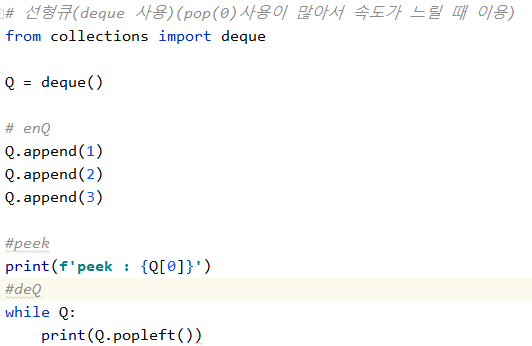 # 선형큐(deque 사용)(pop(0)사용이 많아서 속도가 느릴 때 이용)
from collections import deque
Q = deque()
# enQ
Q.append(1)
Q.append(2)
Q.append(3)
#peek
print(f'peek : {Q[0]}')
#deQ
while Q:
    print(Q.popleft())